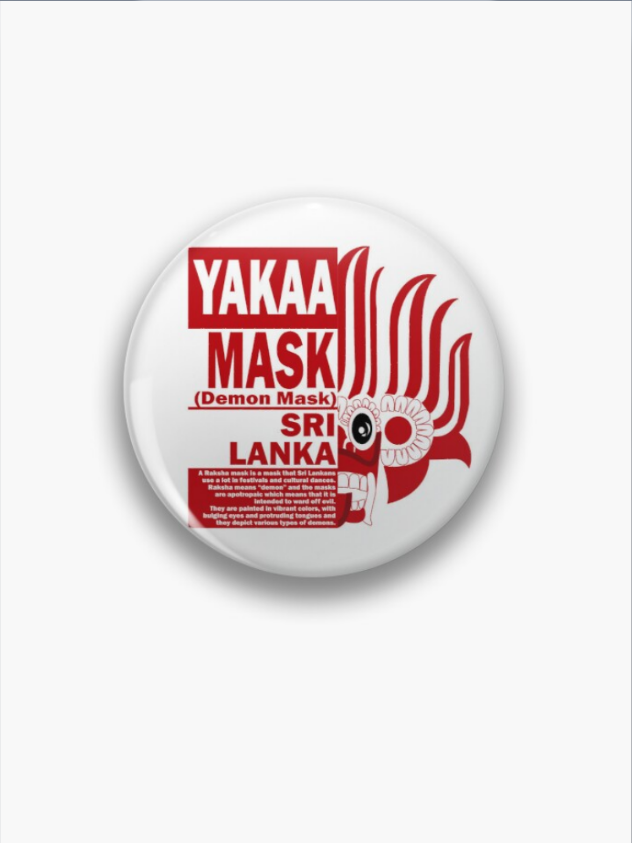 YAKAA
MASK
(Demon Mask)
SRI
LANKA
A Raksha mask is a mask that Sri Lankans
use a lot in festivals and cultural dances.
Raksha means "demon" and the masks
are apotropaic which means that it is
intended to ward off evil.
They are painted in vibrant colors, with
bulging eyes and protruding tongues and
they depict various types of demons.